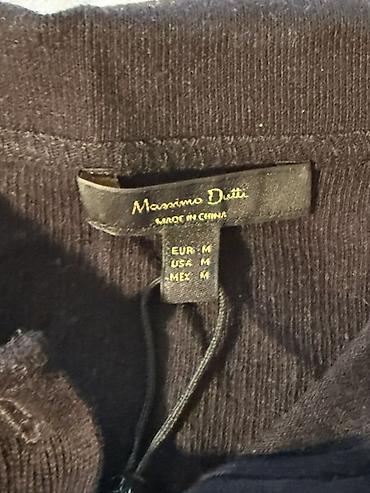 Massimo Dutti
MADE IN CHINA
EUR M
USA M
MEX M